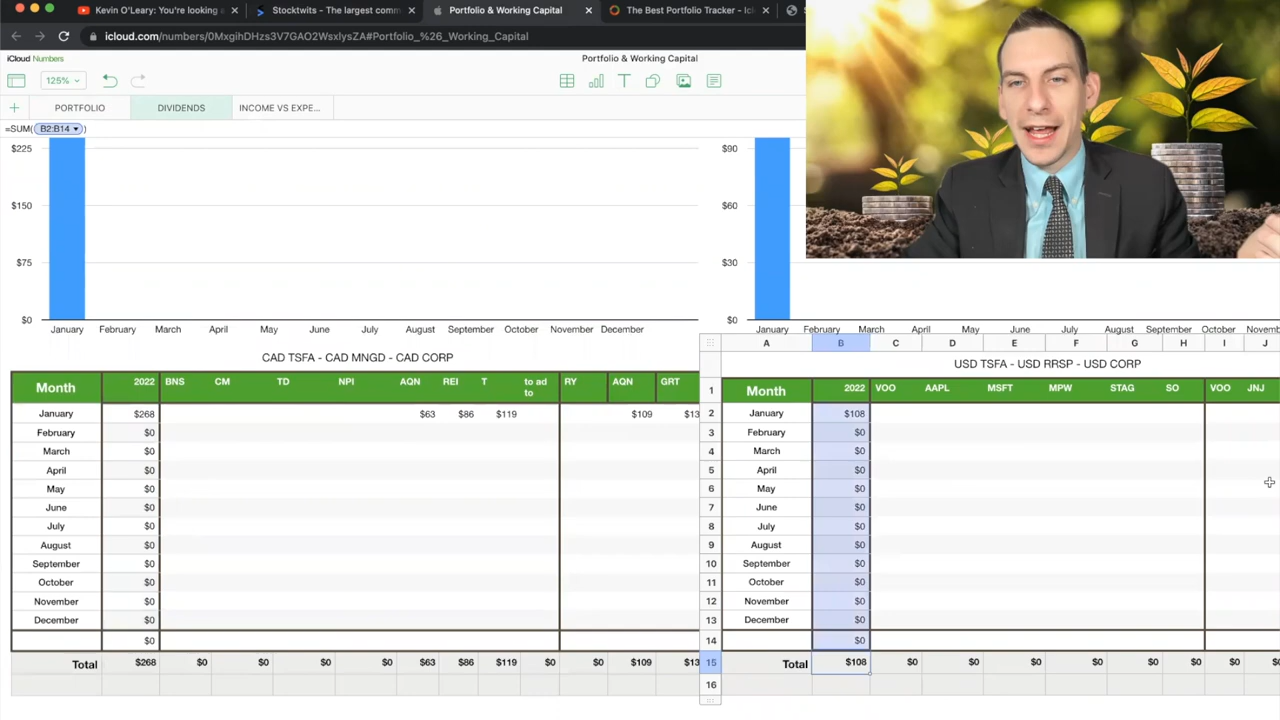 Kevin O'Leary: You're looking
Stocktwits - The largest comm
Portfolio & Working Capital
The Best Portfolio Tracker - Ic
icloud.com/numbers/0MxgihDHzs3V7GAO2WsxlysZA#Portfolio_%26_Working_Capital
iCloud Numbers
Portfolio & Working Capital
125%
PORTFOLIO DIVIDENDS INCOME VS EXPE...
=SUM( B2:B14 )
$225
$150
$75
$0
January February March April May June July August September October November December
$90
$60
$30
$0
January February March April May June July August September October Novemb
CAD TSFA - CAD MNGD - CAD CORP
Month 2022 BNS CM TD NPI AQN REI T to ad to RY AQN GRT
January $268 $63 $86 $119 $109 $13
February $0
March $0
April $0
May $0
June $0
July $0
August $0
September $0
October $0
November $0
December $0
$0
Total $268 $0 $0 $0 $0 $63 $86 $119 $0 $0 $109 $13
A B C D E F G H I J
USD TSFA - USD RRSP - USD CORP
1 Month 2022 VOO AAPL MSFT MPW STAG SO VOO JNJ
2 January $108
3 February $0
4 March $0
5 April $0
6 May $0
7 June $0
8 July $0
9 August $0
10 September $0
11 October $0
12 November $0
13 December $0
14 $0
15 Total $108 $0 $0 $0 $0 $0 $0 $0 $0
16